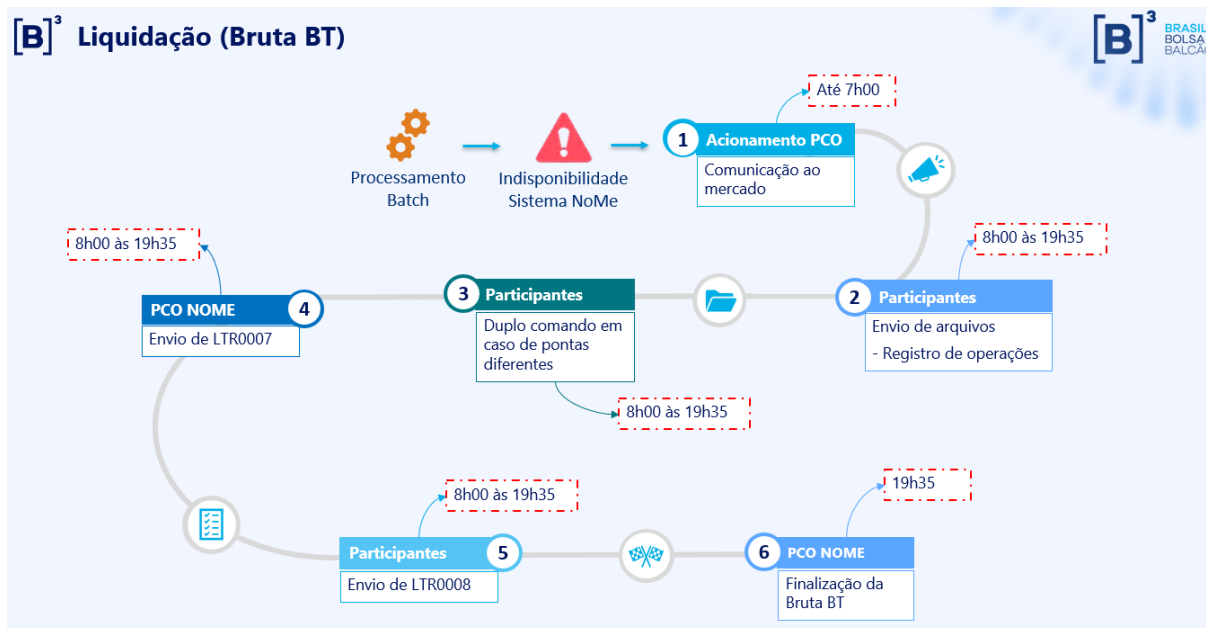 [B]³ Liquidação (Bruta BT)
[B]³ BRASIL
BOLSA
BALCÃO
Processamento
Batch
Indisponibilidade
Sistema NoMe
Até 7h00
1 Acionamento PCO
Comunicação ao
mercado
8h00 às 19h35
2 Participantes
Envio de arquivos
- Registro de operações
3 Participantes
Duplo comando em
caso de pontas
diferentes
8h00 às 19h35
8h00 às 19h35
PCO NOME 4
Envio de LTR0007
8h00 às 19h35
Participantes 5
Envio de LTR0008
19h35
6 PCO NOME
Finalização da
Bruta BT